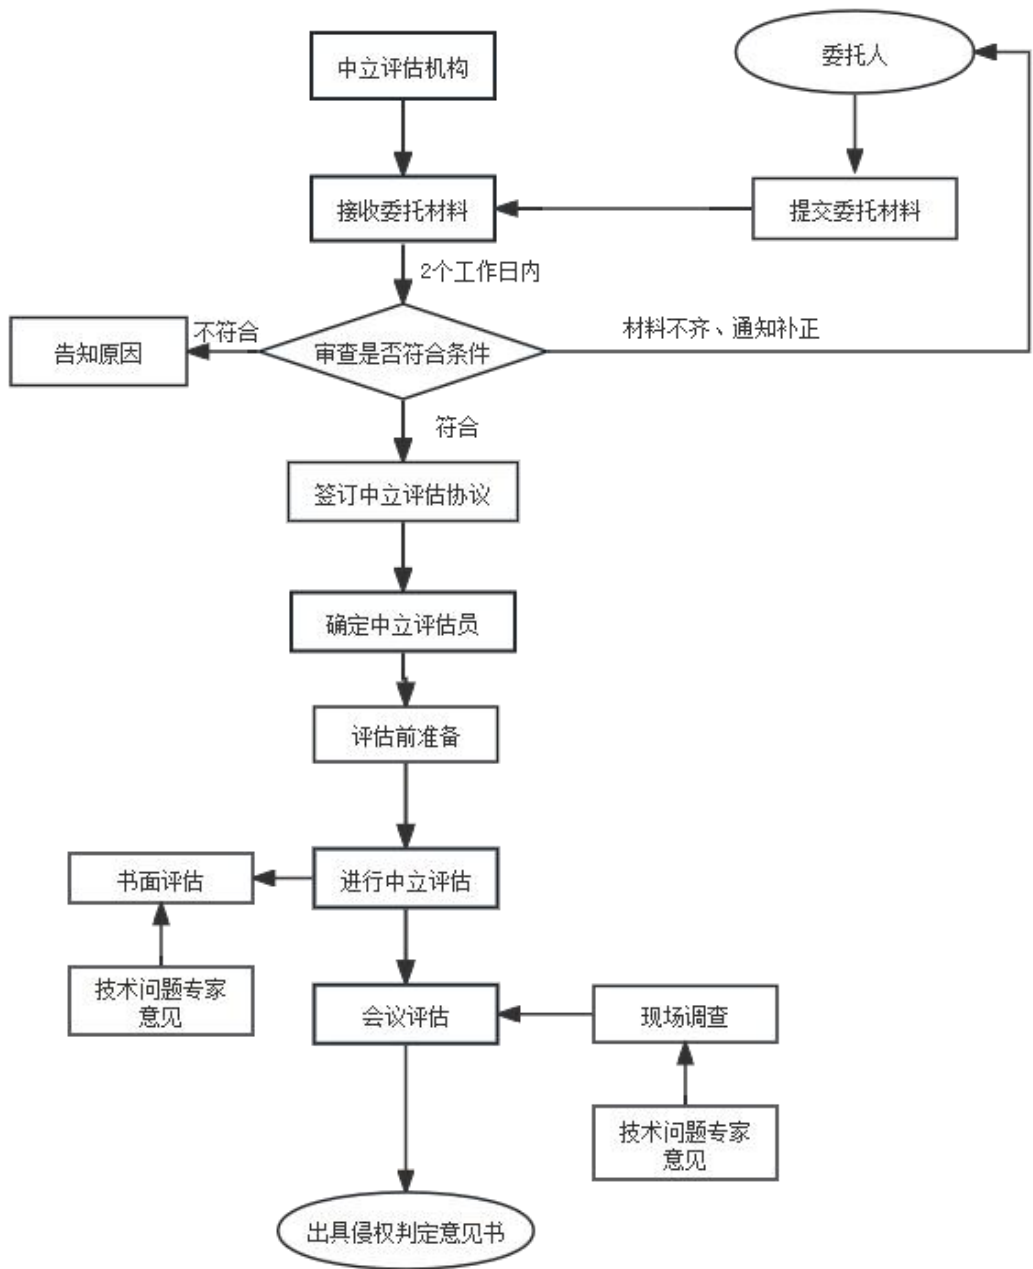 中立评估机构
委托人
接收委托材料
提交委托材料
2个工作日内
材料不齐、通知补正
不符合
告知原因
审查是否符合条件
符合
签订中立评估协议
确定中立评估员
评估前准备
书面评估
进行中立评估
技术问题专家
意见
会议评估
现场调查
技术问题专家
意见
出具侵权判定意见书